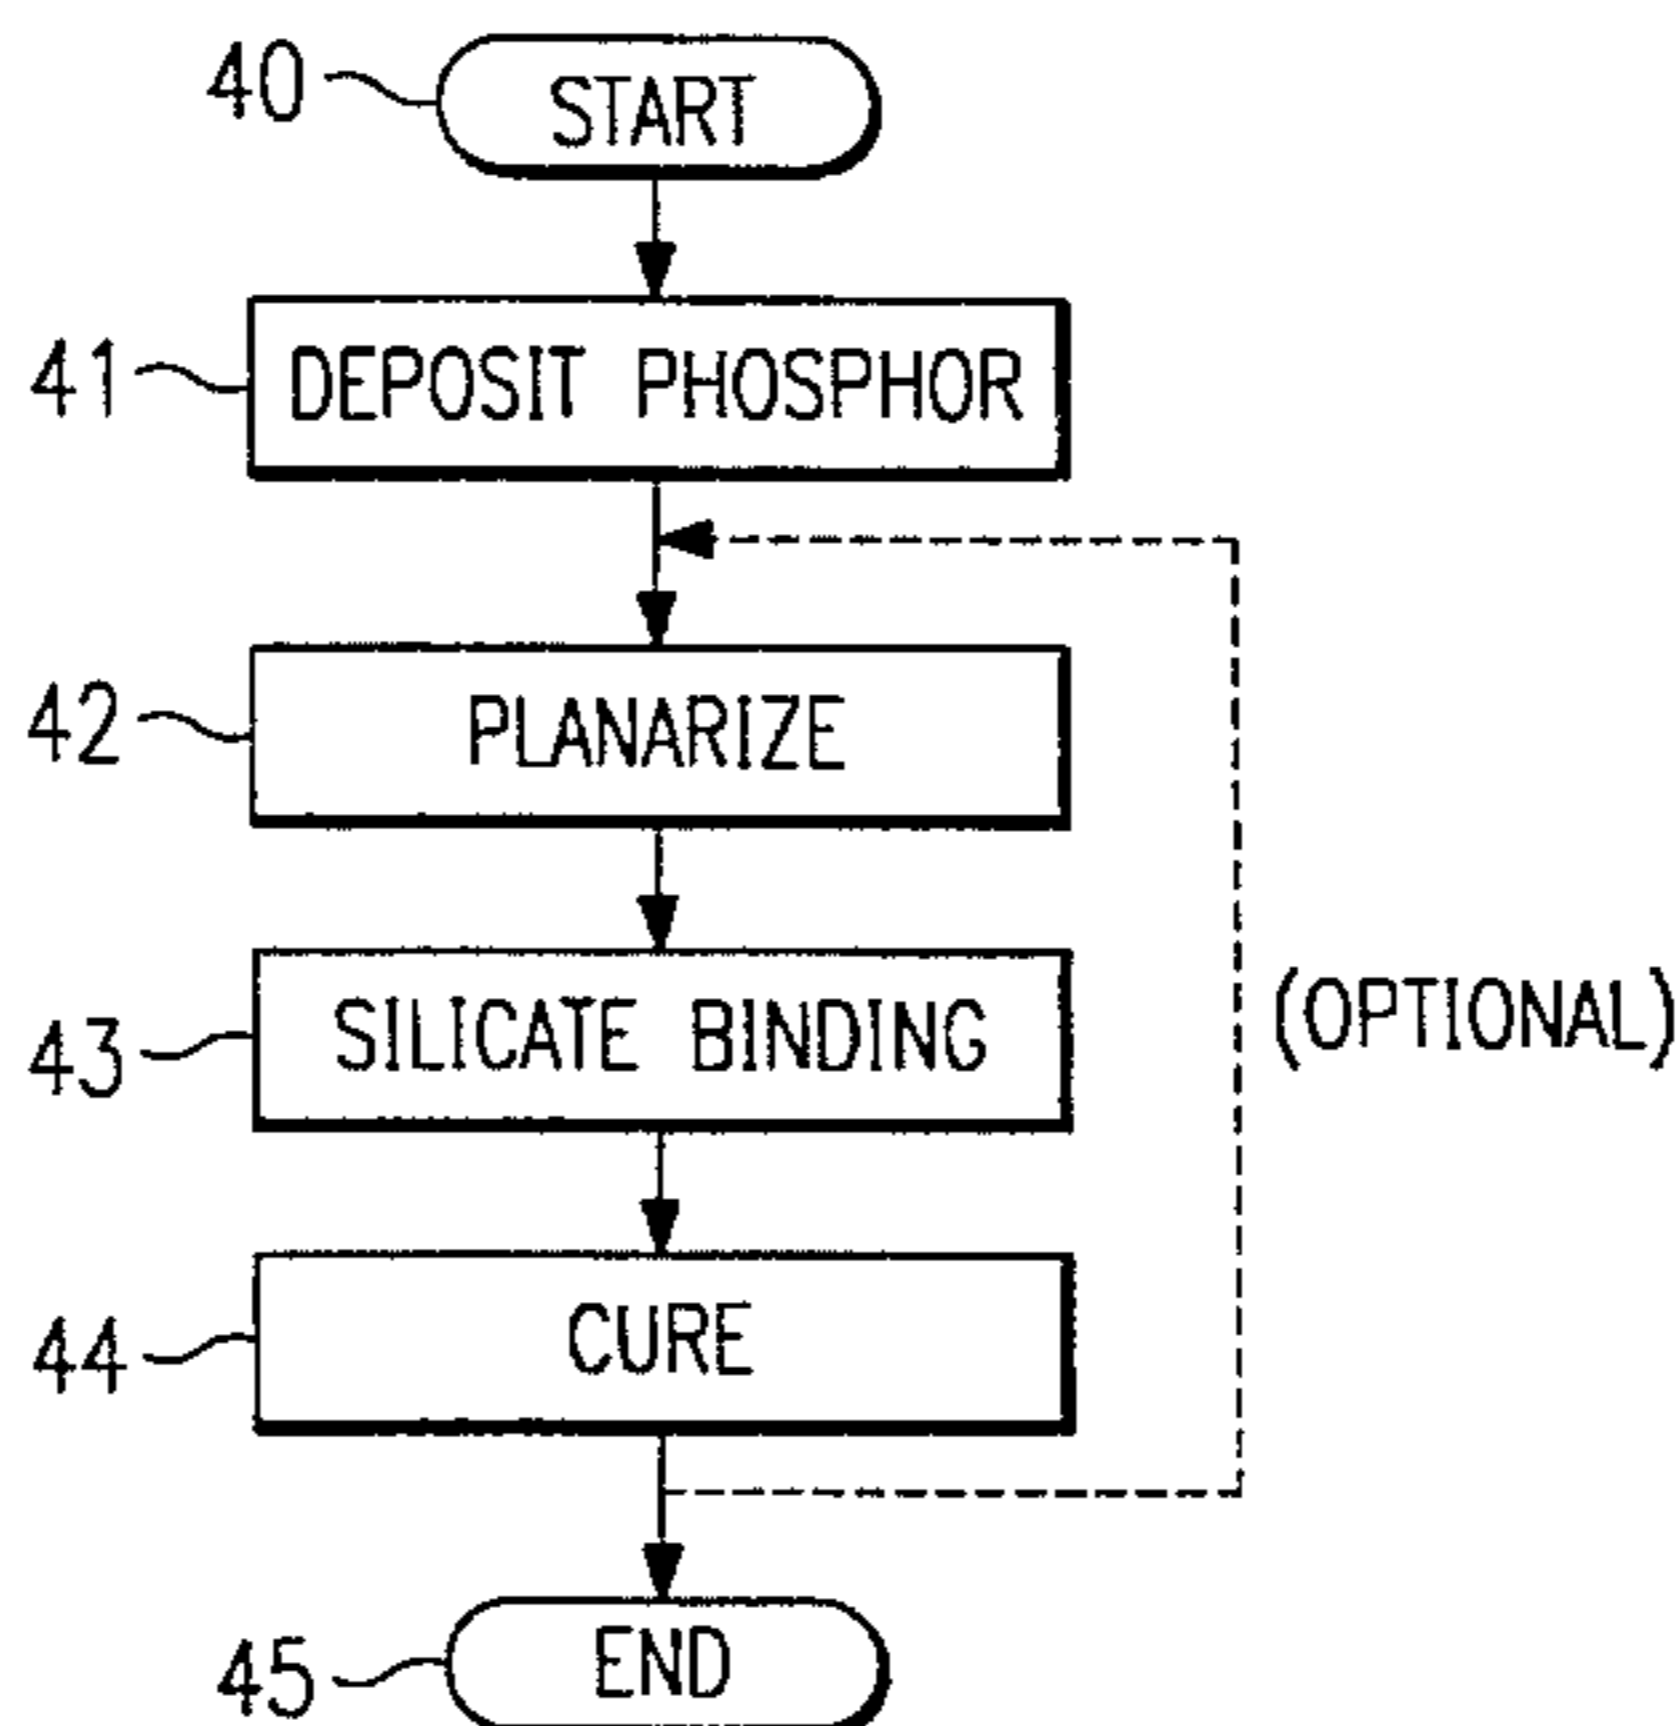 40 START
41 DEPOSIT PHOSPHOR
42 PLANARIZE
43 SILICATE BINDING
(OPTIONAL)
44 CURE
45 END